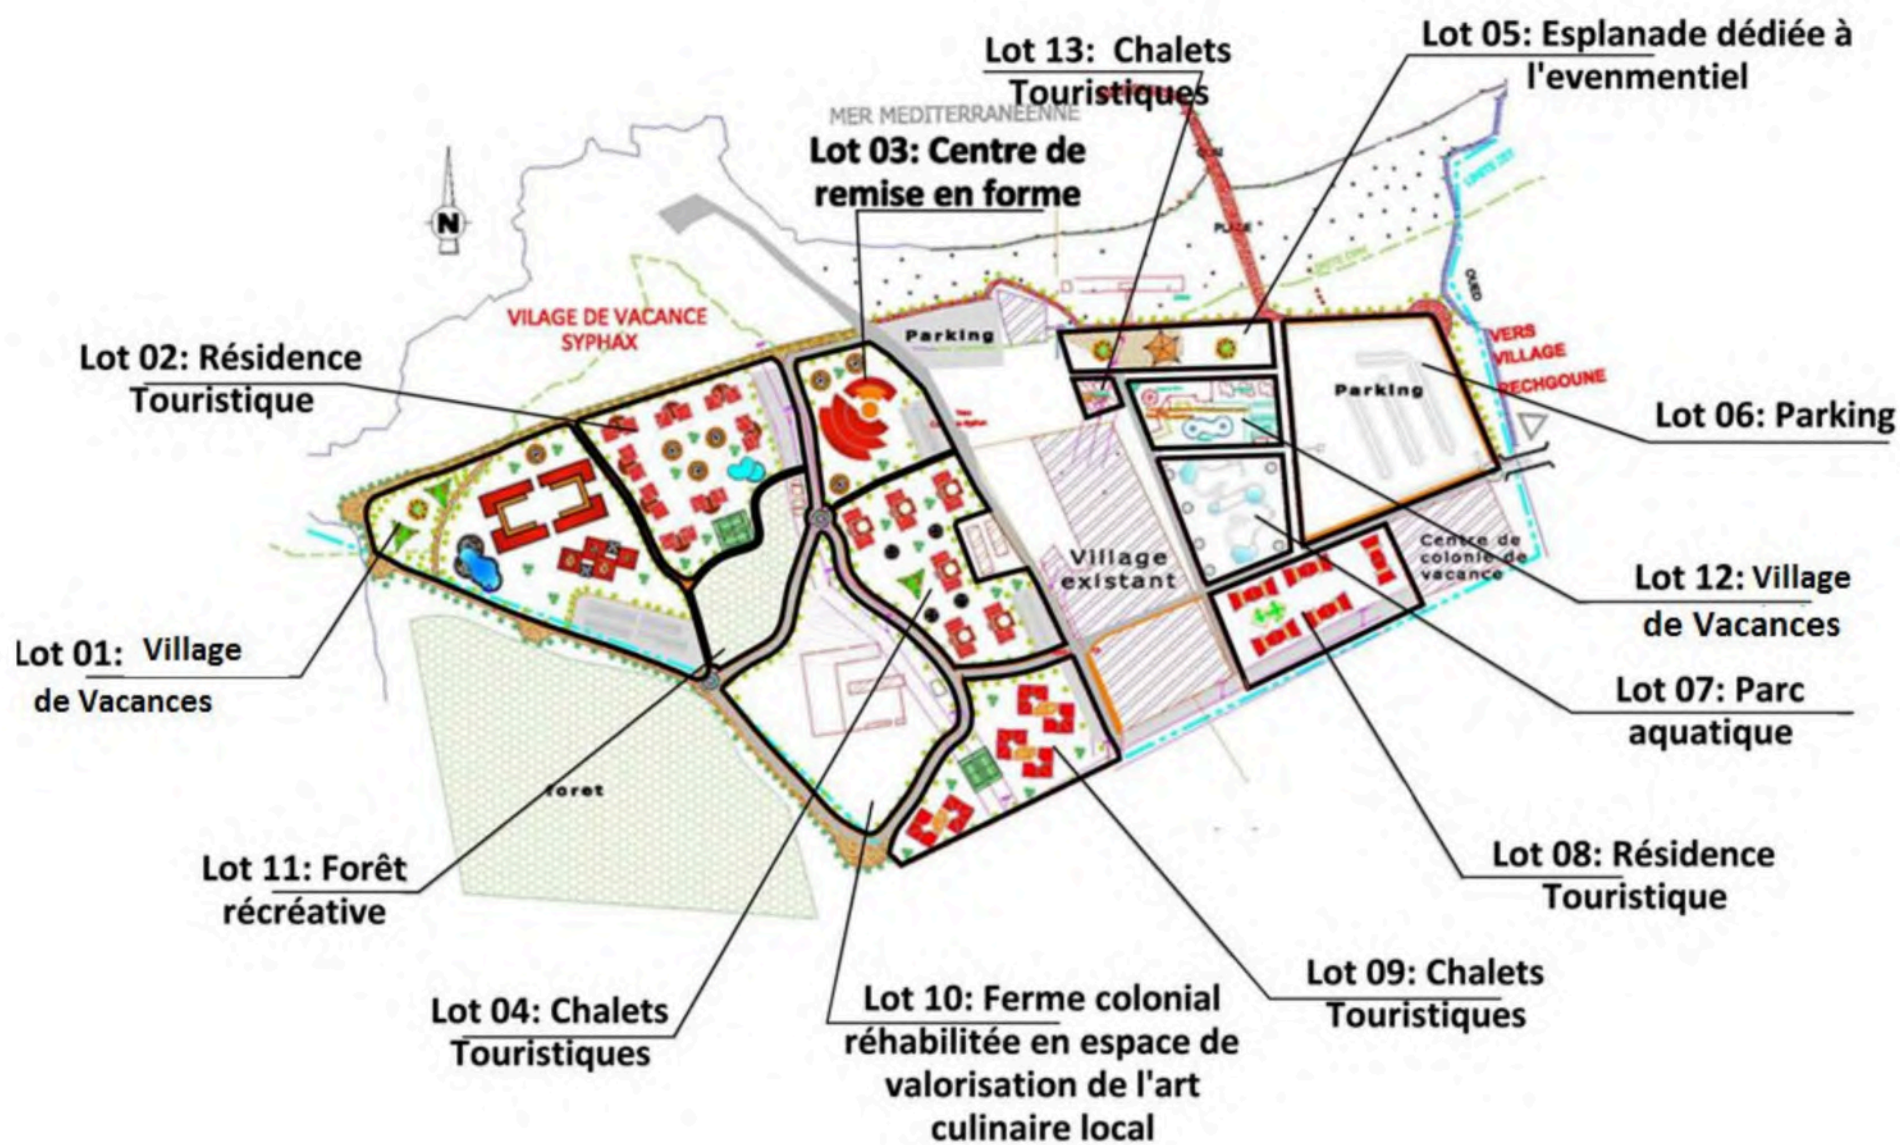 Lot 13: Chalets
Touristiques
Lot 05: Esplanade dédiée à
l'evenmentiel
MER MEDITERRANEENNE
Lot 03: Centre de
remise en forme
N
PLAGE
OUED
VILAGE DE VACANCE
SYPHAX
Parking
Lot 02: Résidence
Touristique
VERS
VILLAGE
RECHGOUNE
Parking
Lot 06: Parking
Village
existant
Centre de
colonie de
vacance
Lot 12: Village
de Vacances
Lot 01: Village
de Vacances
Lot 07: Parc
aquatique
foret
Lot 11: Forêt
récréative
Lot 08: Résidence
Touristique
Lot 04: Chalets
Touristiques
Lot 10: Ferme colonial
réhabilitée en espace de
valorisation de l'art
culinaire local
Lot 09: Chalets
Touristiques